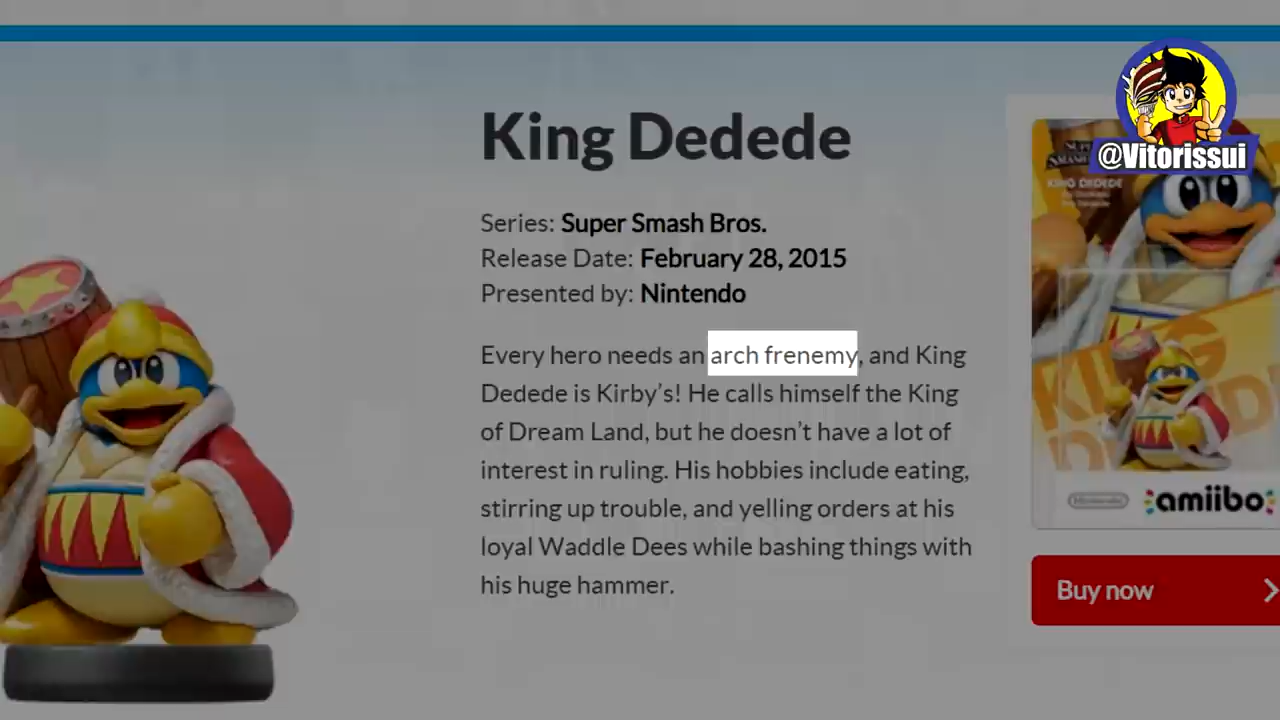 @Vitorissui
King Dedede
Series: Super Smash Bros.
Release Date: February 28, 2015
Presented by: Nintendo
Every hero needs an arch frenemy, and King
Dedede is Kirby’s! He calls himself the King
of Dream Land, but he doesn’t have a lot of
interest in ruling. His hobbies include eating,
stirring up trouble, and yelling orders at his
loyal Waddle Dees while bashing things with
his huge hammer.
KING DEDEDE
Nintendo
amiibo
Buy now